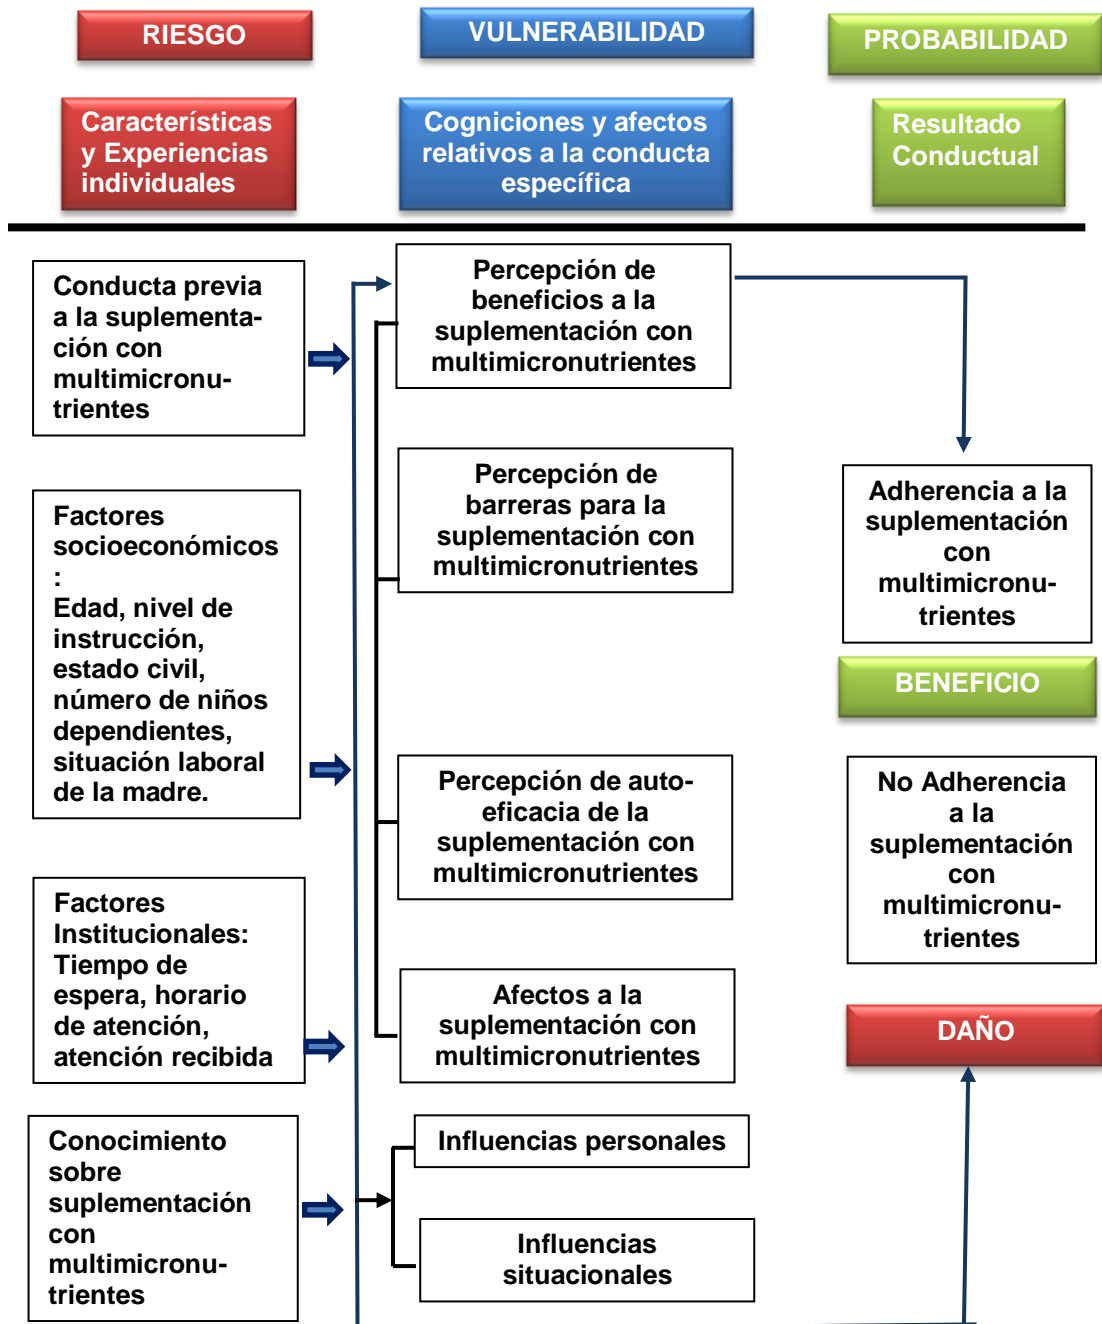 RIESGO
VULNERABILIDAD
PROBABILIDAD
Características
y Experiencias
individuales
Cogniciones y afectos
relativos a la conducta
específica
Resultado
Conductual
Conducta previa
a la suplementa-
ción con
multimicronu-
trientes
Factores
socioeconómicos
:
Edad, nivel de
instrucción,
estado civil,
número de niños
dependientes,
situación laboral
de la madre.
Factores
Institucionales:
Tiempo de
espera, horario
de atención,
atención recibida
Conocimiento
sobre
suplementación
con
multimicronu-
trientes
Percepción de
beneficios a la
suplementación con
multimicronutrientes
Percepción de
barreras para la
suplementación con
multimicronutrientes
Percepción de auto-
eficacia de la
suplementación con
multimicronutrientes
Afectos a la
suplementación con
multimicronutrientes
Influencias personales
Influencias
situacionales
Adherencia a la
suplementación
con
multimicronu-
trientes
BENEFICIO
No Adherencia
a la
suplementación
con
multimicronu-
trientes
DAÑO